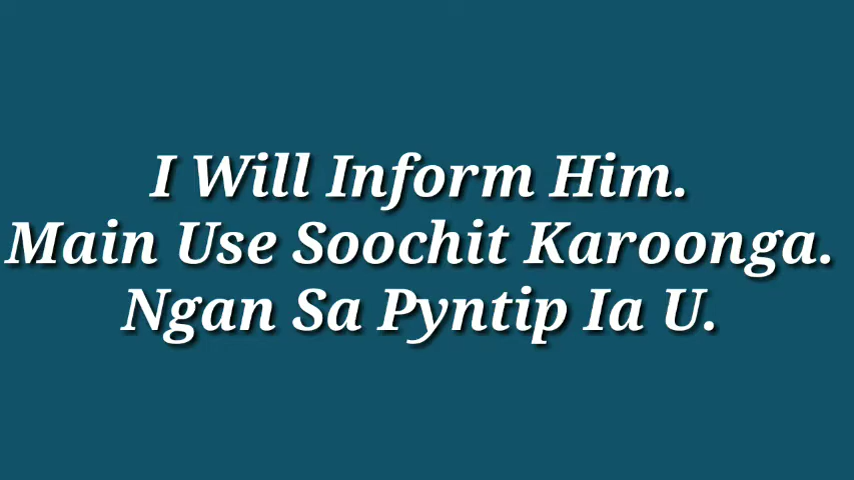 I Will Inform Him.
Main Use Soochit Karoonga.
Ngan Sa Pyntip Ia U.